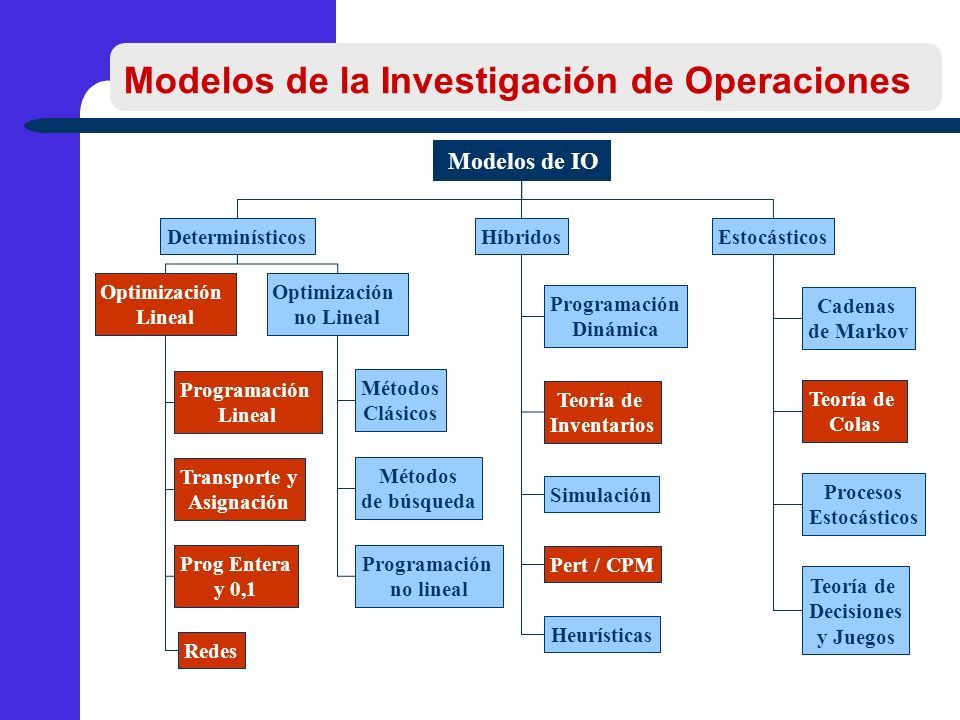 Modelos de la Investigación de Operaciones
Modelos de IO
Determinísticos
Híbridos
Estocásticos
Optimización
Lineal
Optimización
no Lineal
Programación
Lineal
Transporte y
Asignación
Prog Entera
y 0,1
Redes
Métodos
Clásicos
Métodos
de búsqueda
Programación
no lineal
Programación
Dinámica
Teoría de
Inventarios
Simulación
Pert / CPM
Heurísticas
Cadenas
de Markov
Teoría de
Colas
Procesos
Estocásticos
Teoría de
Decisiones
y Juegos